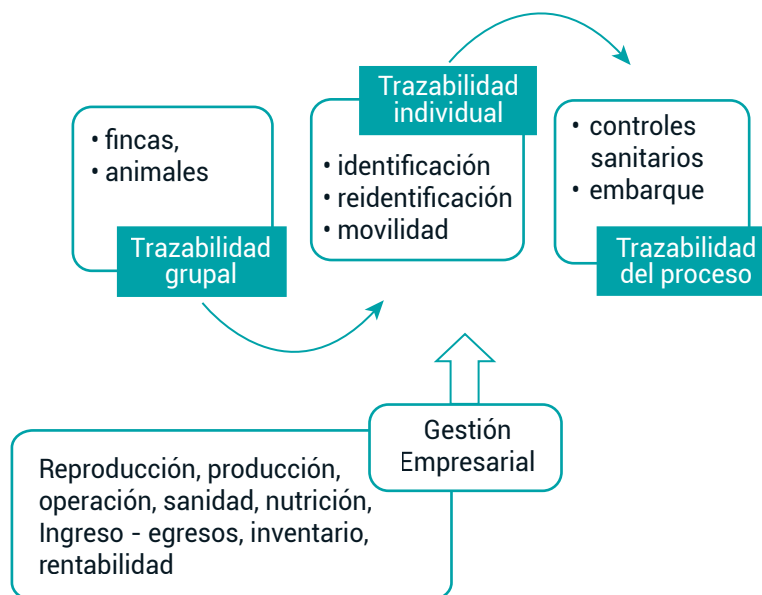 • fincas,
• animales
Trazabilidad
grupal
Trazabilidad
individual
• identificación
• reidentificación
• movilidad
• controles
sanitarios
• embarque
Trazabilidad
del proceso
Gestión
Empresarial
Reproducción, producción,
operación, sanidad, nutrición,
Ingreso - egresos, inventario,
rentabilidad